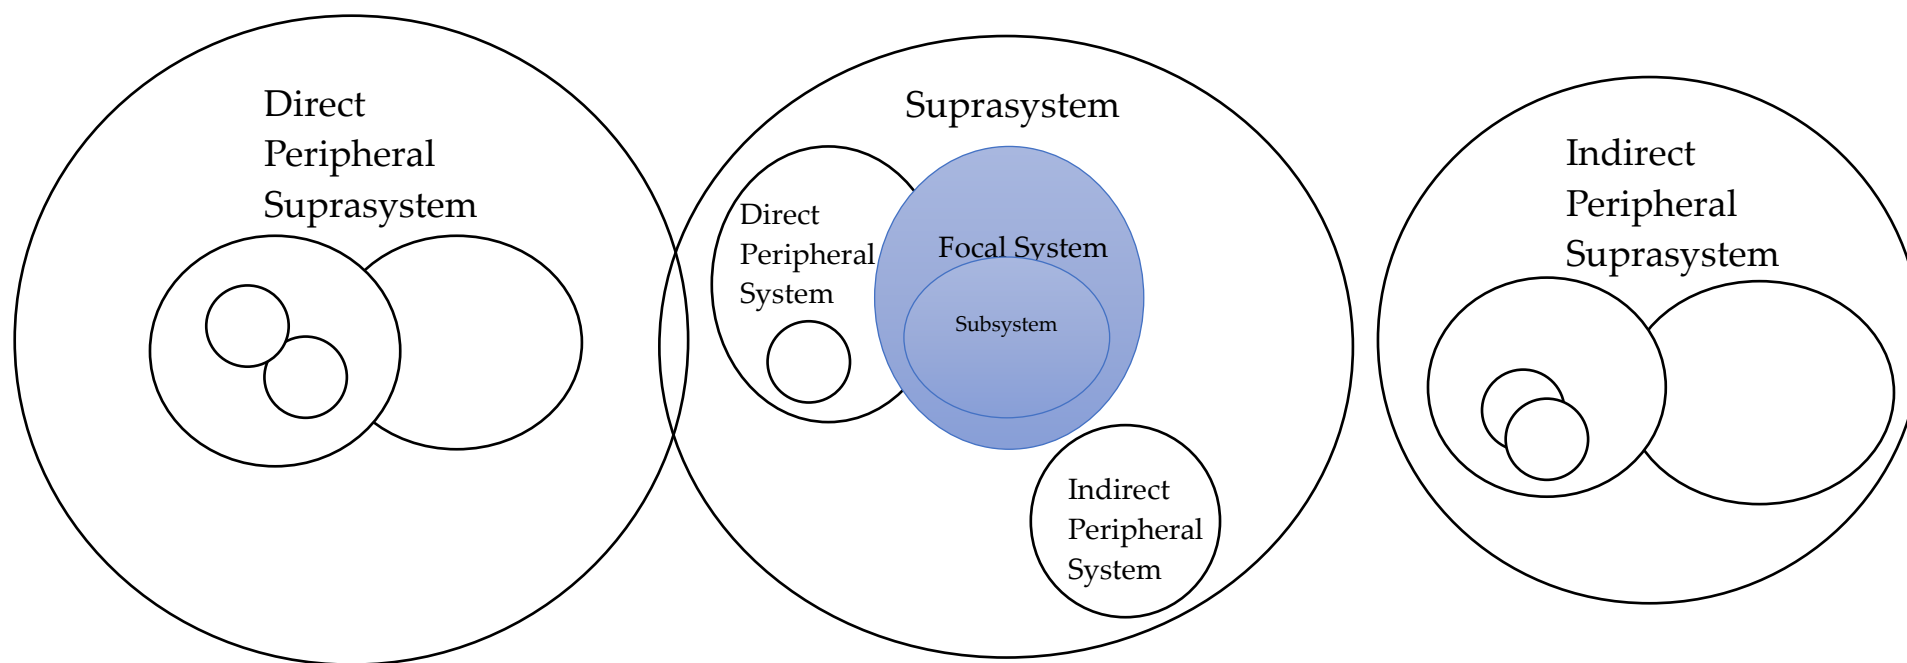 Direct
Peripheral
Suprasystem
Suprasystem
Direct
Peripheral
System
Focal System
Subsystem
Indirect
Peripheral
System
Indirect
Peripheral
Suprasystem